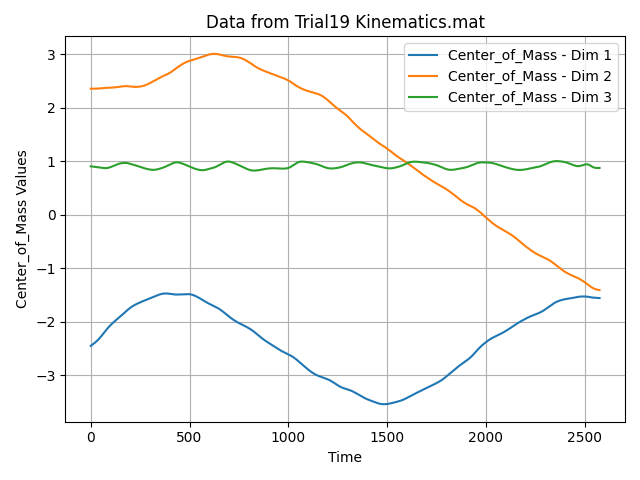 Data from Trial19 Kinematics.mat
Center_of_Mass Values
3
2
1
0
−1
−2
−3
Center_of_Mass - Dim 1
Center_of_Mass - Dim 2
Center_of_Mass - Dim 3
0 500 1000 1500 2000 2500
Time